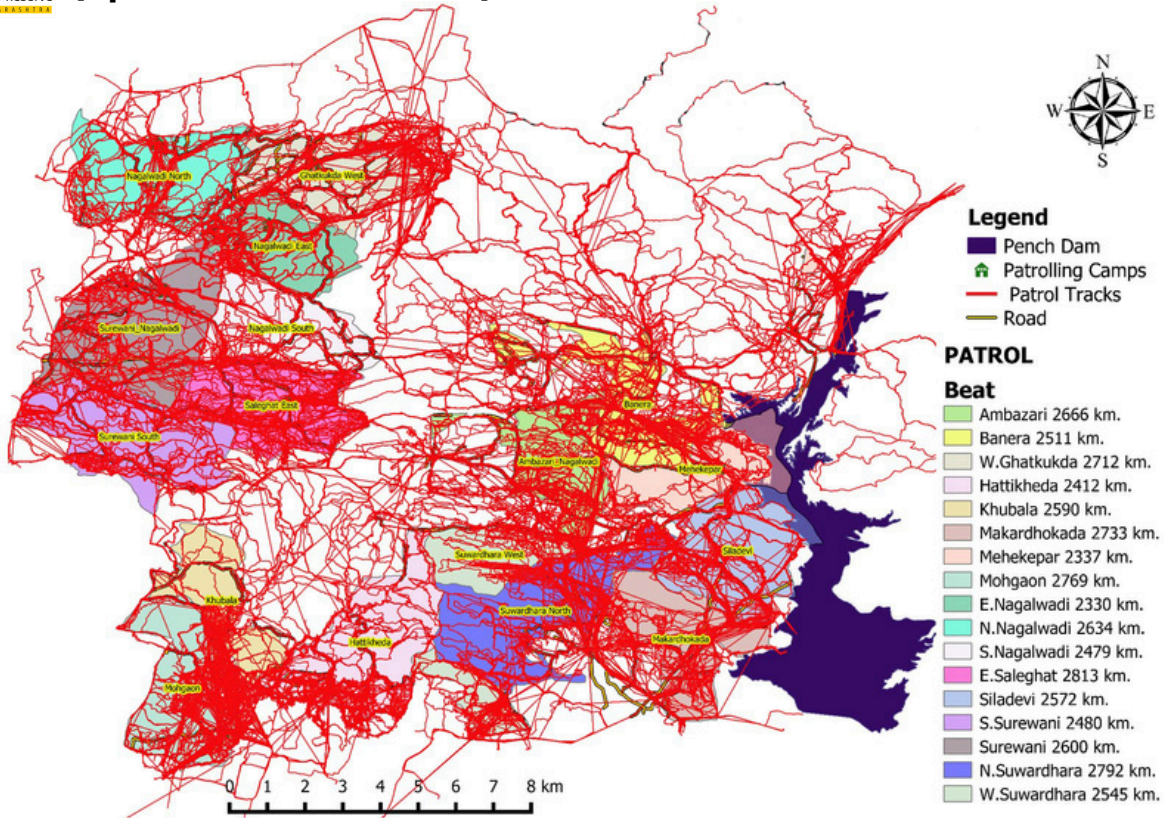 N
W E
S
Nagalwadi North
Ghatkukda West
Nagalwadi East
Surewani_Nagalwadi
Nagalwadi South
Saleghat East
Surewani South
Banera
Ambazari_Nagalwadi
Mehekepar
Suwardhara West
Siladevi
Khubala
Suwardhara North
Hattikheda
Makardhokada
Mohgaon
0 1 2 3 4 5 6 7 8 km
Legend
Pench Dam
Patrolling Camps
Patrol Tracks
Road
PATROL
Beat
Ambazari 2666 km.
Banera 2511 km.
W.Ghatkukda 2712 km.
Hattikheda 2412 km.
Khubala 2590 km.
Makardhokada 2733 km.
Mehekepar 2337 km.
Mohgaon 2769 km.
E.Nagalwadi 2330 km.
N.Nagalwadi 2634 km.
S.Nagalwadi 2479 km.
E.Saleghat 2813 km.
Siladevi 2572 km.
S.Surewani 2480 km.
Surewani 2600 km.
N.Suwardhara 2792 km.
W.Suwardhara 2545 km.